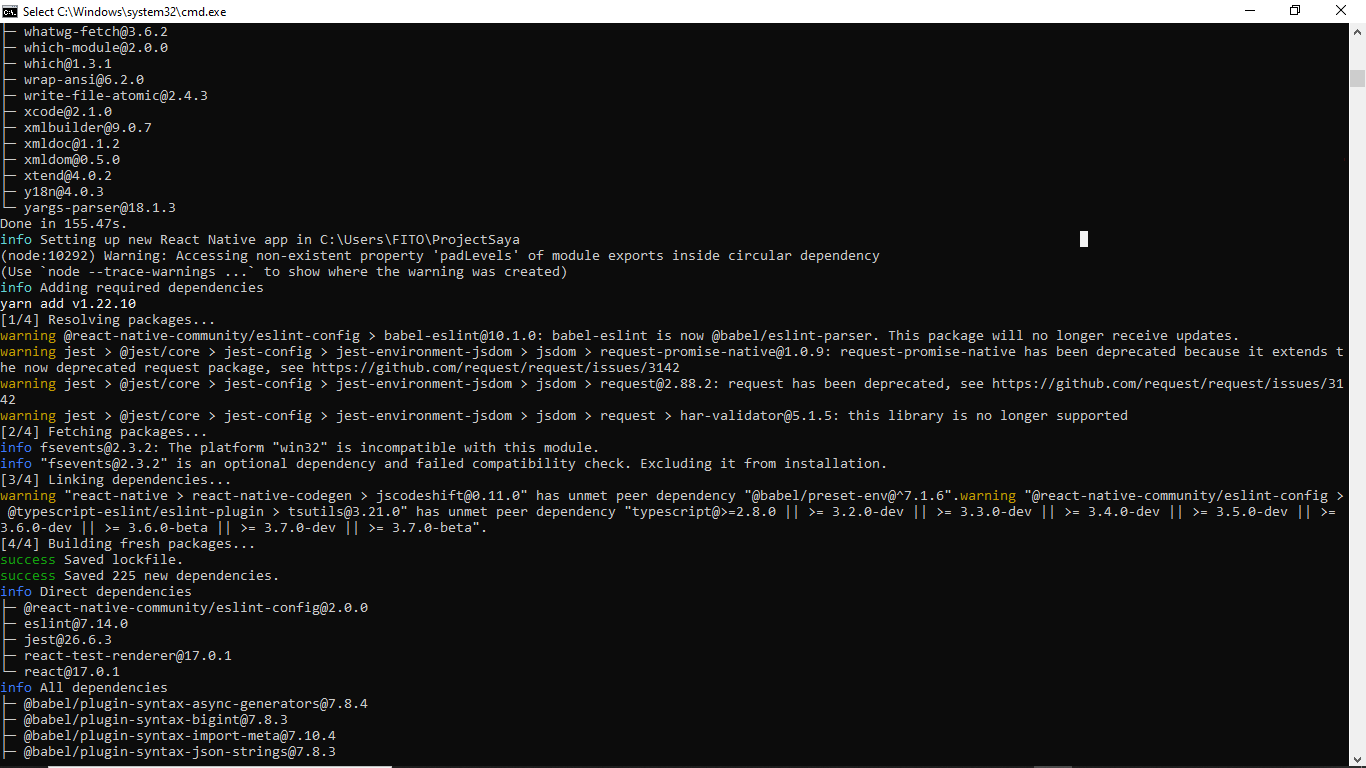 Select C:\Windows\system32\cmd.exe
├─ whatwg-fetch@3.6.2
├─ which-module@2.0.0
├─ which@1.3.1
├─ wrap-ansi@6.2.0
├─ write-file-atomic@2.4.3
├─ xcode@2.1.0
├─ xmlbuilder@9.0.7
├─ xmldoc@1.1.2
├─ xmldom@0.5.0
├─ xtend@4.0.2
├─ y18n@4.0.3
└─ yargs-parser@18.1.3
Done in 155.47s.
info Setting up new React Native app in C:\Users\FITO\ProjectSaya
(node:10292) Warning: Accessing non-existent property 'padLevels' of module exports inside circular dependency
(Use `node --trace-warnings ...` to show where the warning was created)
info Adding required dependencies
yarn add v1.22.10
[1/4] Resolving packages...
warning @react-native-community/eslint-config > babel-eslint@10.1.0: babel-eslint is now @babel/eslint-parser. This package will no longer receive updates.
warning jest > @jest/core > jest-config > jest-environment-jsdom > jsdom > request-promise-native@1.0.9: request-promise-native has been deprecated because it extends t
he now deprecated request package, see https://github.com/request/request/issues/3142
warning jest > @jest/core > jest-config > jest-environment-jsdom > jsdom > request@2.88.2: request has been deprecated, see https://github.com/request/request/issues/31
42
warning jest > @jest/core > jest-config > jest-environment-jsdom > jsdom > request > har-validator@5.1.5: this library is no longer supported
[2/4] Fetching packages...
info fsevents@2.3.2: The platform "win32" is incompatible with this module.
info "fsevents@2.3.2" is an optional dependency and failed compatibility check. Excluding it from installation.
[3/4] Linking dependencies...
warning "react-native > react-native-codegen > jscodeshift@0.11.0" has unmet peer dependency "@babel/preset-env@^7.1.6".warning "@react-native-community/eslint-config >
 @typescript-eslint/eslint-plugin > tsutils@3.21.0" has unmet peer dependency "typescript@>=2.8.0 || >= 3.2.0-dev || >= 3.3.0-dev || >= 3.4.0-dev || >= 3.5.0-dev || >=
3.6.0-dev || >= 3.6.0-beta || >= 3.7.0-dev || >= 3.7.0-beta".
[4/4] Building fresh packages...
success Saved lockfile.
success Saved 225 new dependencies.
info Direct dependencies
├─ @react-native-community/eslint-config@2.0.0
├─ eslint@7.14.0
├─ jest@26.6.3
├─ react-test-renderer@17.0.1
└─ react@17.0.1
info All dependencies
├─ @babel/plugin-syntax-async-generators@7.8.4
├─ @babel/plugin-syntax-bigint@7.8.3
├─ @babel/plugin-syntax-import-meta@7.10.4
├─ @babel/plugin-syntax-json-strings@7.8.3